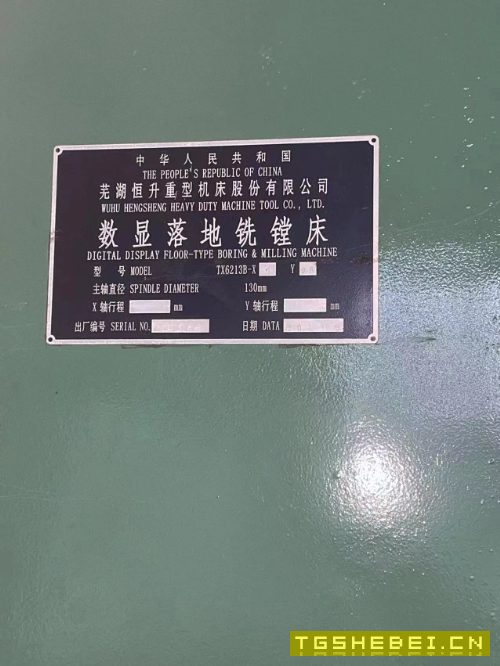 中华人民共和国
THE PEOPLE'S REPUBLIC OF CHINA
芜湖恒升重型机床股份有限公司
WUHU HENGSHENG HEAVY DUTY MACHINE TOOL CO., LTD.
数显落地铣镗床
DIGITAL DISPLAY FLOOR-TYPE BORING & MILLING MACHINE
型 号 MODEL TX6213B-X Y
主轴直径 SPINDLE DIAMETER 130mm
X 轴行程 mm Y 轴行程 mm
出厂编号 SERIAL NO. 日期 DATA
TGSHEBEI.CN